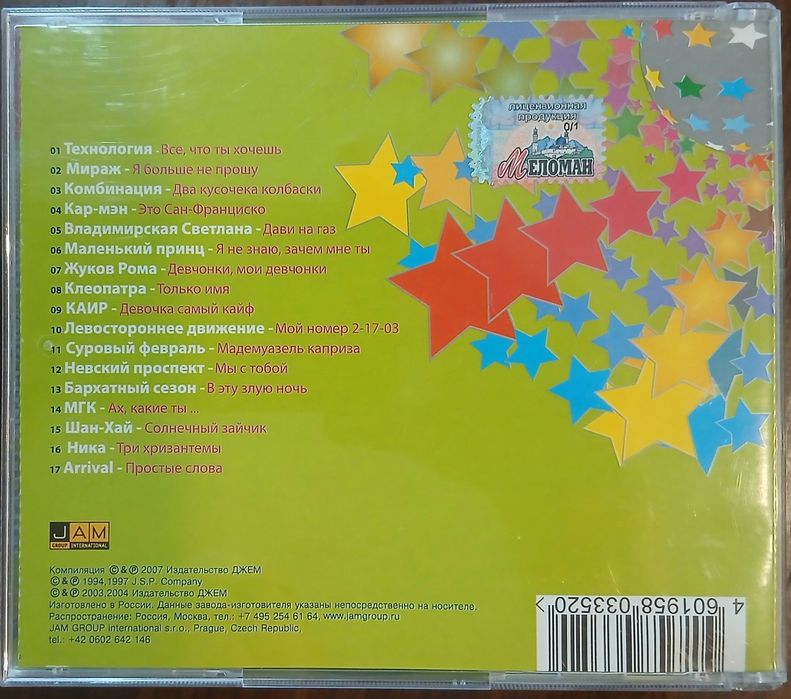 лицензионная
продукция
0/1
МЕЛОМАН
01 Технология - Все, что ты хочешь
02 Мираж - Я больше не прошу
03 Комбинация - Два кусочека колбаски
04 Кар-мэн - Это Сан-Франциско
05 Владимирская Светлана - Дави на газ
06 Маленький принц - Я не знаю, зачем мне ты
07 Жуков Рома - Девчонки, мои девчонки
08 Клеопатра - Только имя
09 КАИР - Девочка самый кайф
10 Левостороннее движение - Мой номер 2-17-03
11 Суровый февраль - Мадемуазель каприза
12 Невский проспект - Мы с тобой
13 Бархатный сезон - В эту злую ночь
14 МГК - Ах, какие ты ...
15 Шан-Хай - Солнечный зайчик
16 Ника - Три хризантемы
17 Arrival - Простые слова
JAM
GROUP INTERNATIONAL
Компиляция © & ℗ 2007 Издательство ДЖЕМ
© & ℗ 1994,1997 J.S.P. Company
© & ℗ 2003,2004 Издательство ДЖЕМ
Изготовлено в России. Данные завода-изготовителя указаны непосредственно на носителе.
Распространение: Россия, Москва, тел.: +7 495 254 61 64, www.jamgroup.ru
JAM GROUP international s.r.o., Prague, Czech Republic,
tel.: +42 0602 642 146
4 601958 033520